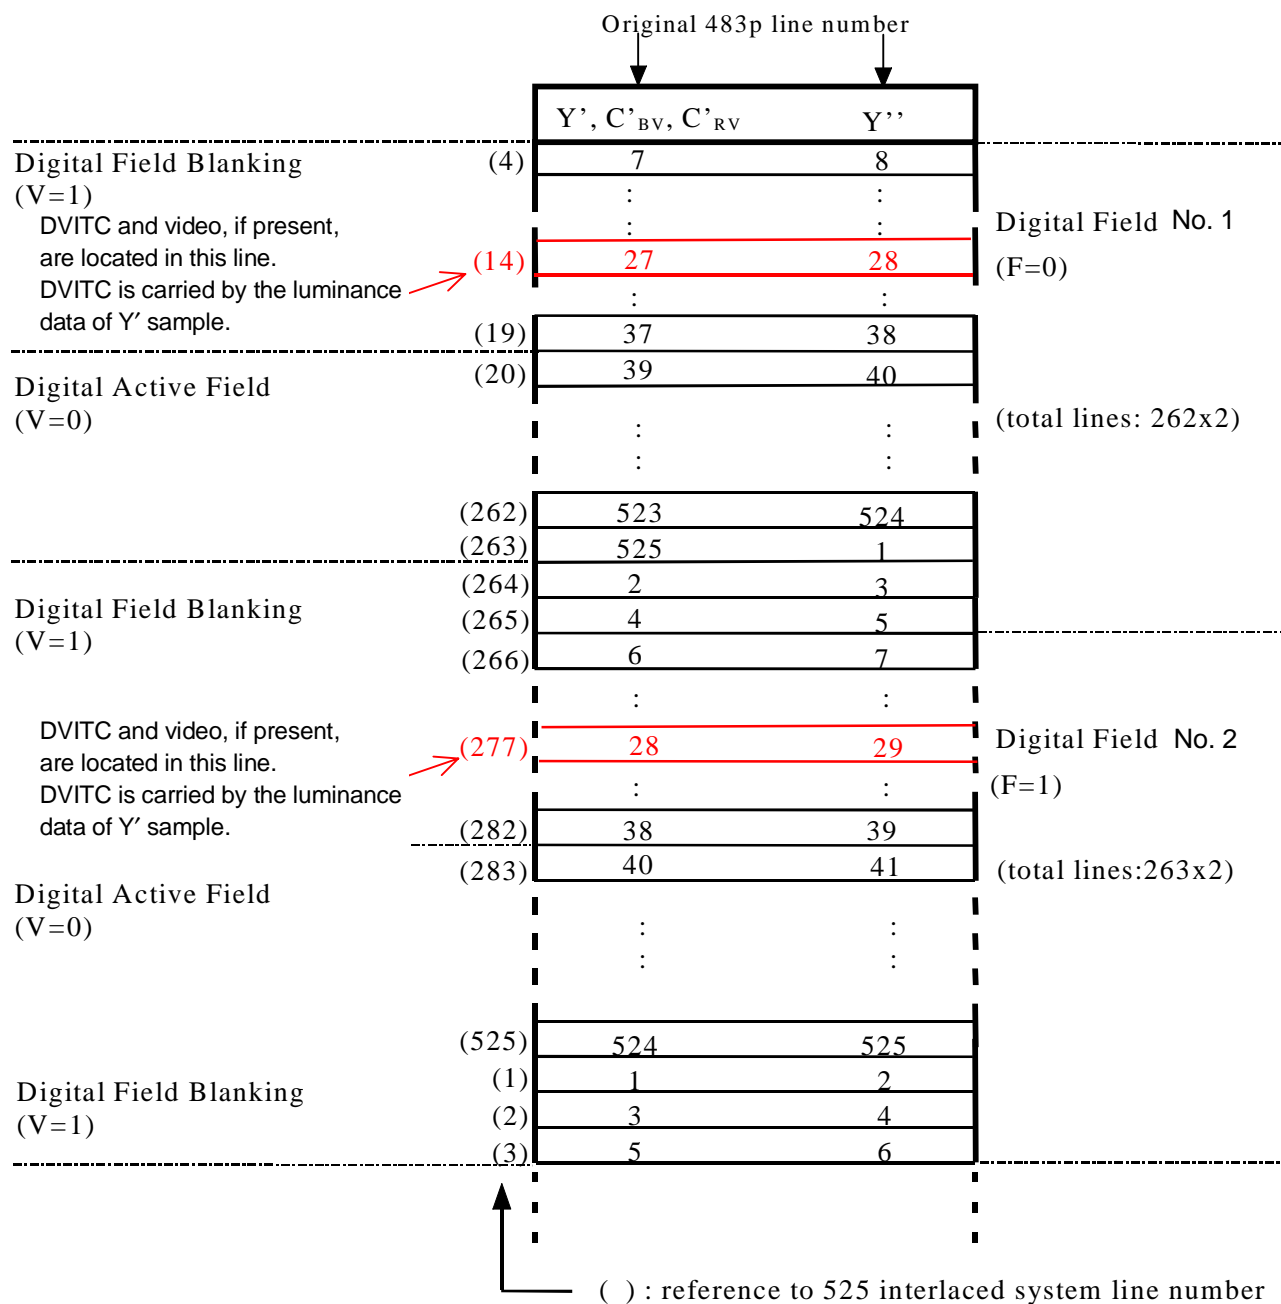 Original 483p line number
Y’, C’BV, C’RV Y’’
Digital Field Blanking (4) 7 8
(V=1)
DVITC and video, if present,
are located in this line.
DVITC is carried by the luminance
data of Y′ sample.
: :
: :
Digital Field No. 1
(14) 27 28
(F=0)
: :
(19) 37 38
(20) 39 40
Digital Active Field
(V=0)
(total lines: 262x2)
: :
: :
(262) 523 524
(263) 525 1
(264) 2 3
Digital Field Blanking
(V=1)
(265) 4 5
(266) 6 7
: :
DVITC and video, if present,
are located in this line.
DVITC is carried by the luminance
data of Y′ sample.
(277) 28 29
Digital Field No. 2
(F=1)
: :
(282) 38 39
(283) 40 41
(total lines:263x2)
Digital Active Field
(V=0)
: :
: :
(525) 524 525
Digital Field Blanking
(V=1)
(1) 1 2
(2) 3 4
(3) 5 6
( ) : reference to 525 interlaced system line number